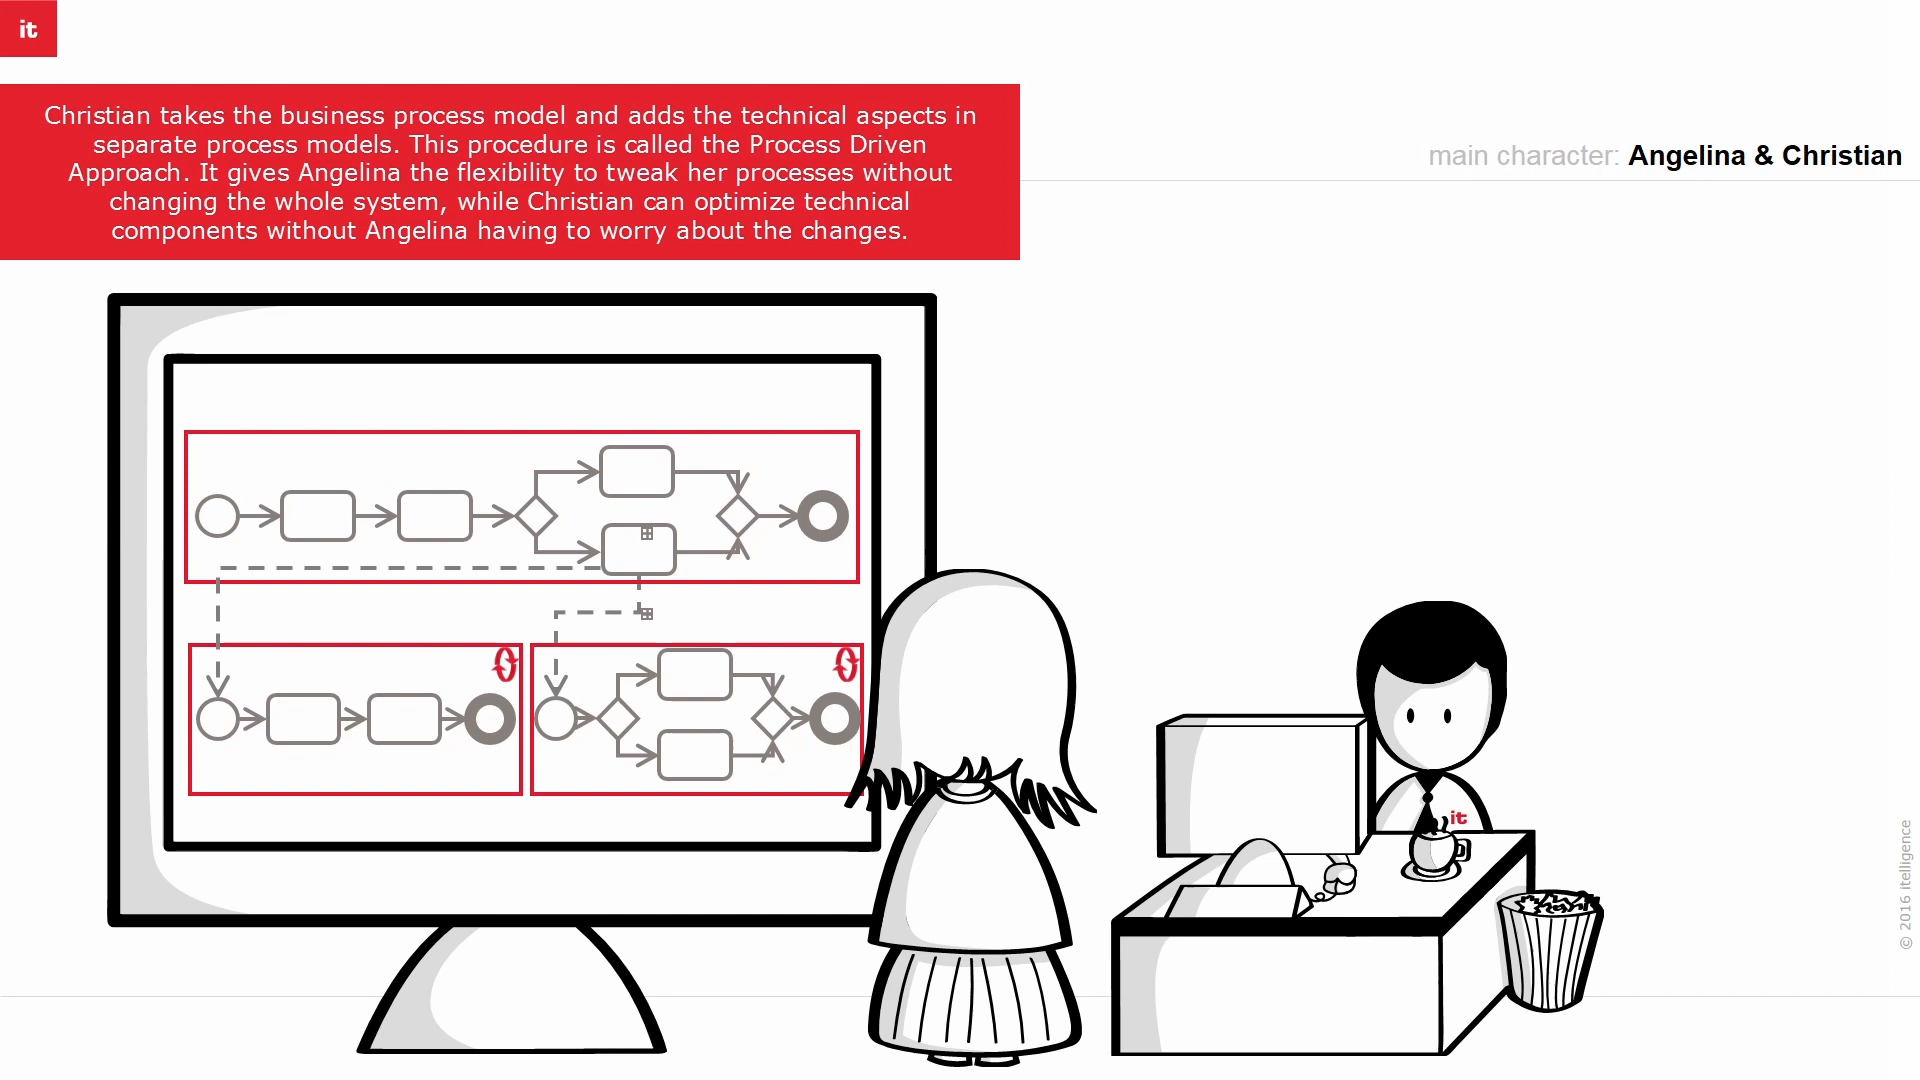 it
Christian takes the business process model and adds the technical aspects in
separate process models. This procedure is called the Process Driven
Approach. It gives Angelina the flexibility to tweak her processes without
changing the whole system, while Christian can optimize technical
components without Angelina having to worry about the changes.
main character: Angelina & Christian
it
© 2016 itelligence